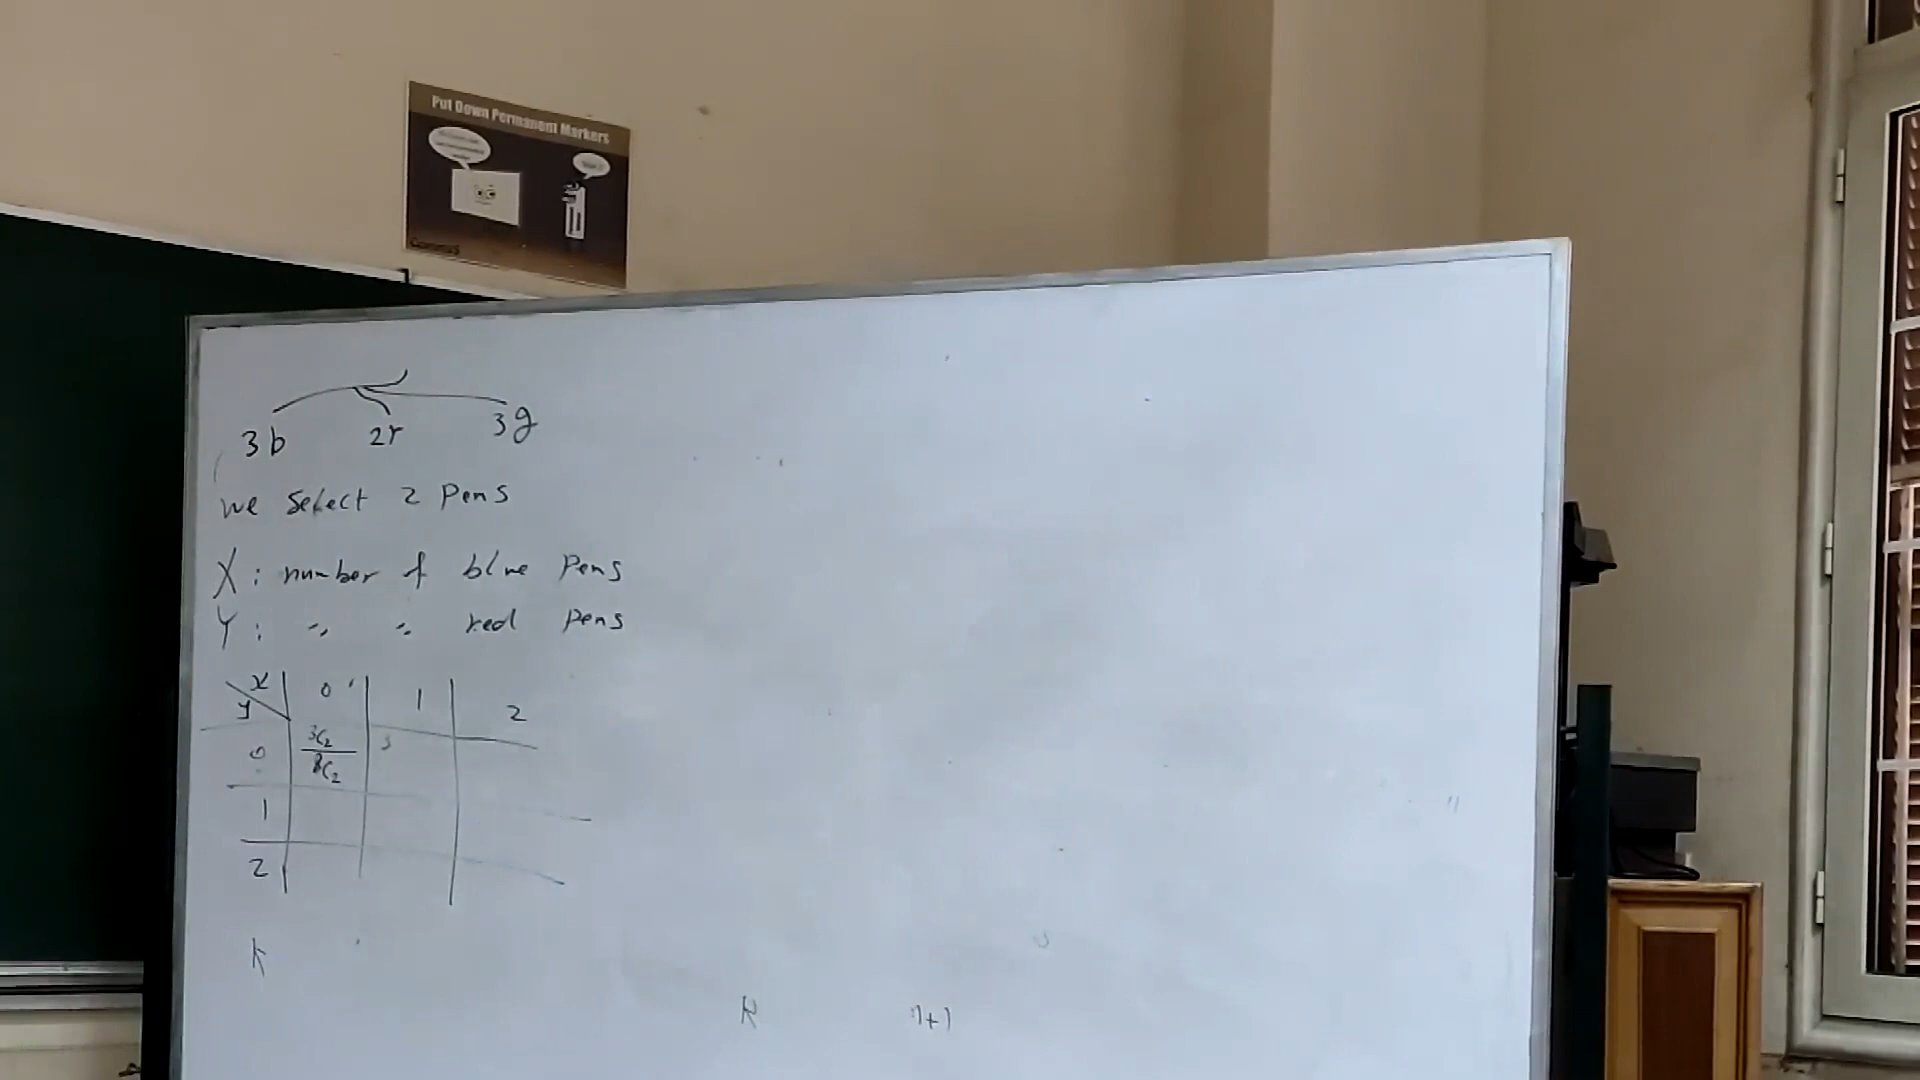 Put Down Permanent Markers
3b 2r 3g
we select 2 pens
X : number of blue pens
Y : 〃 〃 red pens
x 0 1 2
y
0 3C2
8C2
1
2
k
k n+1